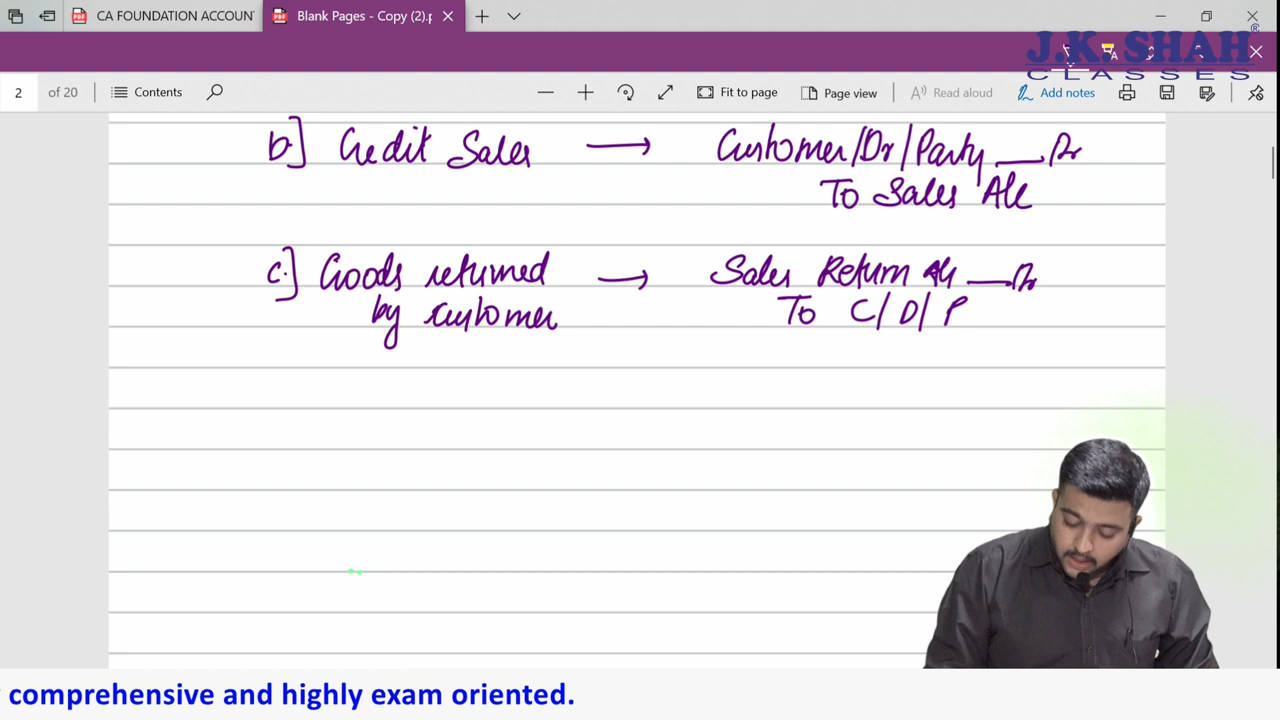 CA FOUNDATION ACCOUN
Blank Pages - Copy (2).p
J.K. SHAH®
CLASSES
2 of 20
Contents
Fit to page
Page view
Read aloud
Add notes
b.] Credit Sales → Customer/Dr/Party __ Dr
To Sales A/c
c.] Goods returned → Sales Return A/c __ Dr
by customer To C/ D/ P
comprehensive and highly exam oriented.